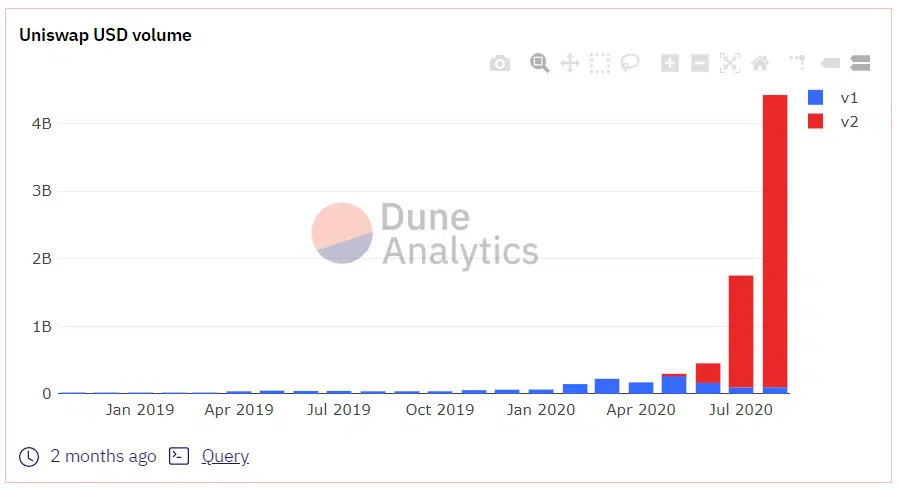 Uniswap USD volume
v1
v2
4B
3B
2B
1B
0
Dune
Analytics
Jan 2019 Apr 2019 Jul 2019 Oct 2019 Jan 2020 Apr 2020 Jul 2020
2 months ago Query